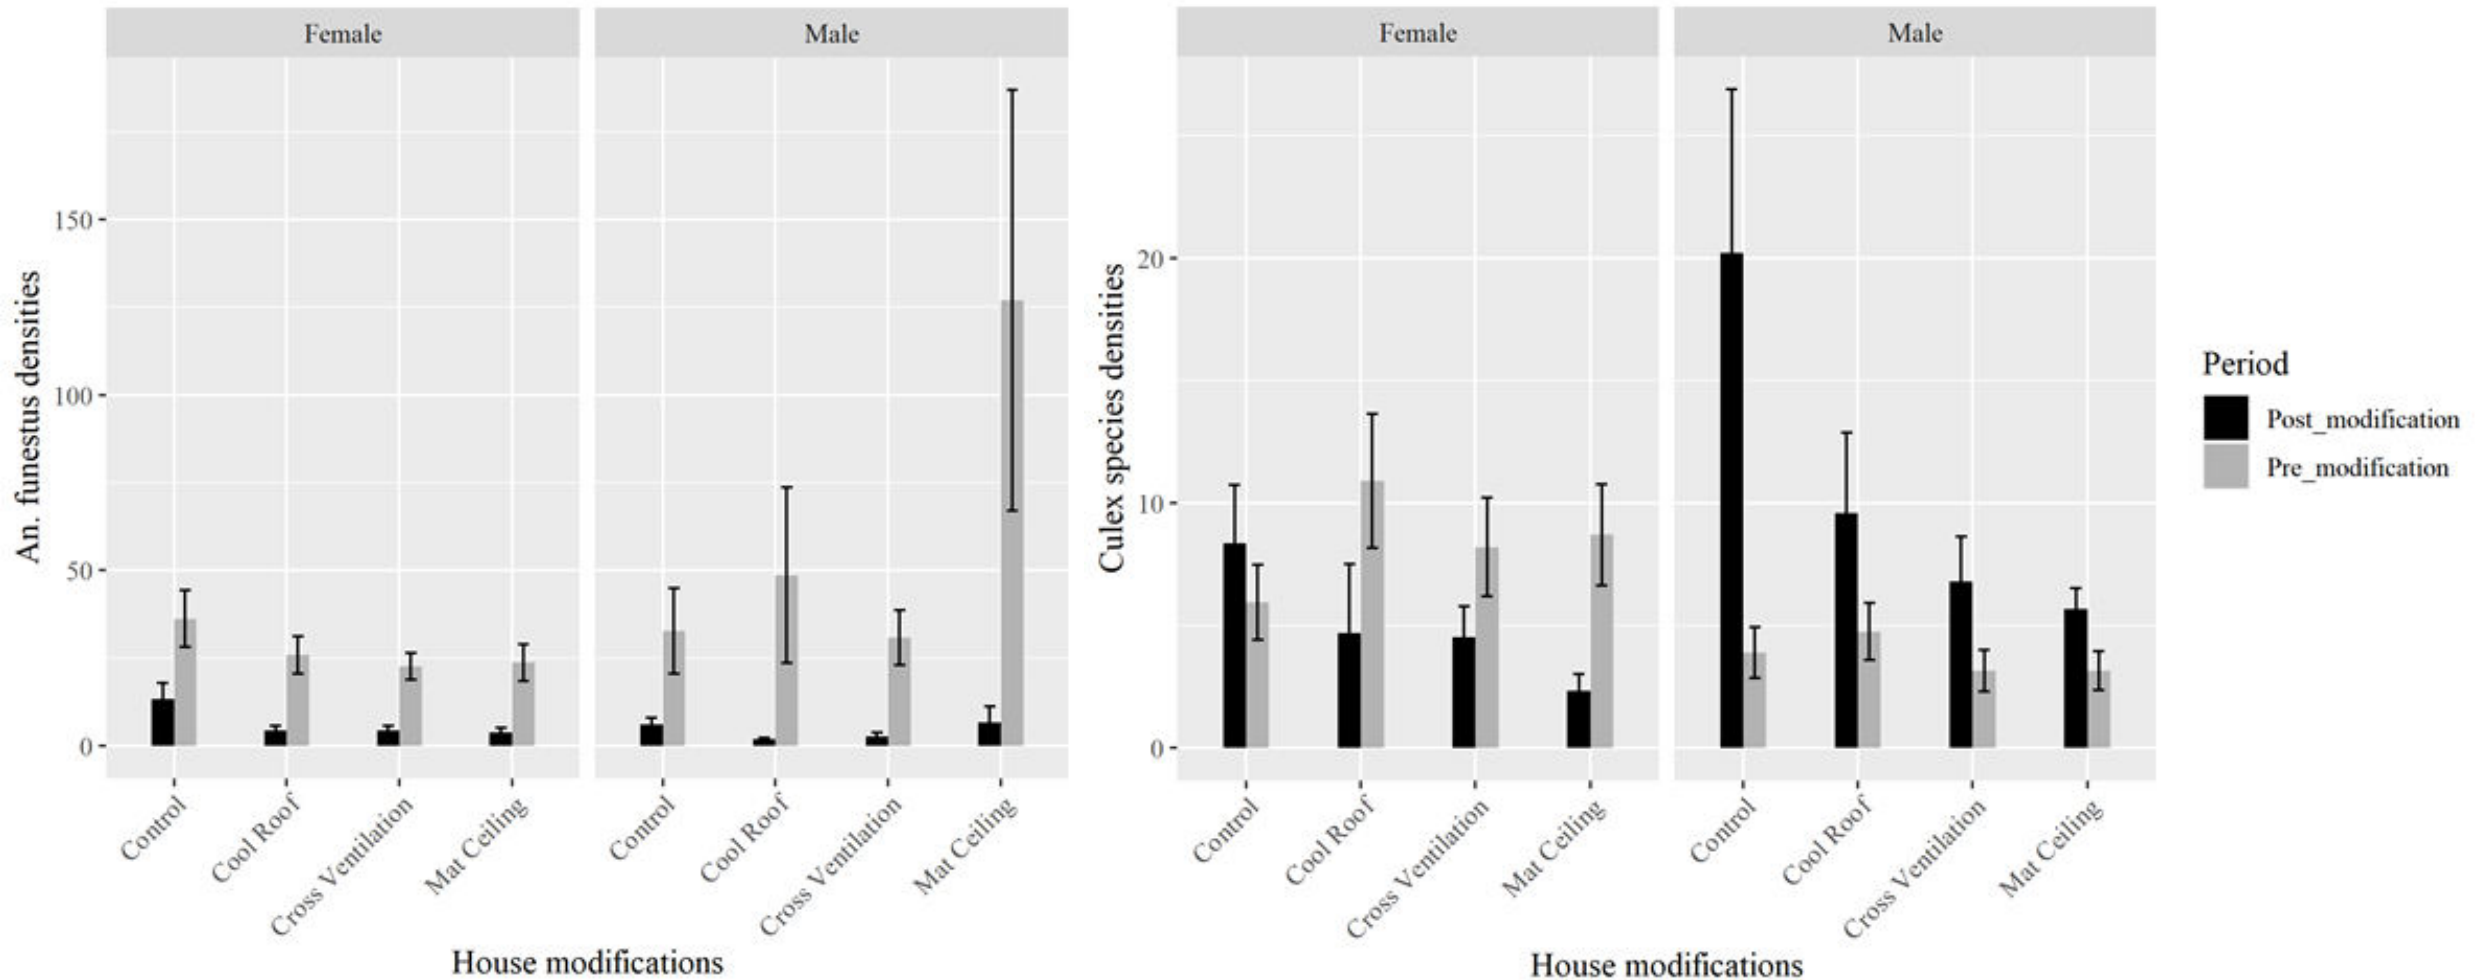 Female
Male
An. funestus densities
150
100
50
0
Control
Cool Roof
Cross Ventilation
Mat Ceiling
Control
Cool Roof
Cross Ventilation
Mat Ceiling
House modifications
Female
Male
Culex species densities
20
10
0
Control
Cool Roof
Cross Ventilation
Mat Ceiling
Control
Cool Roof
Cross Ventilation
Mat Ceiling
House modifications
Period
Post_modification
Pre_modification